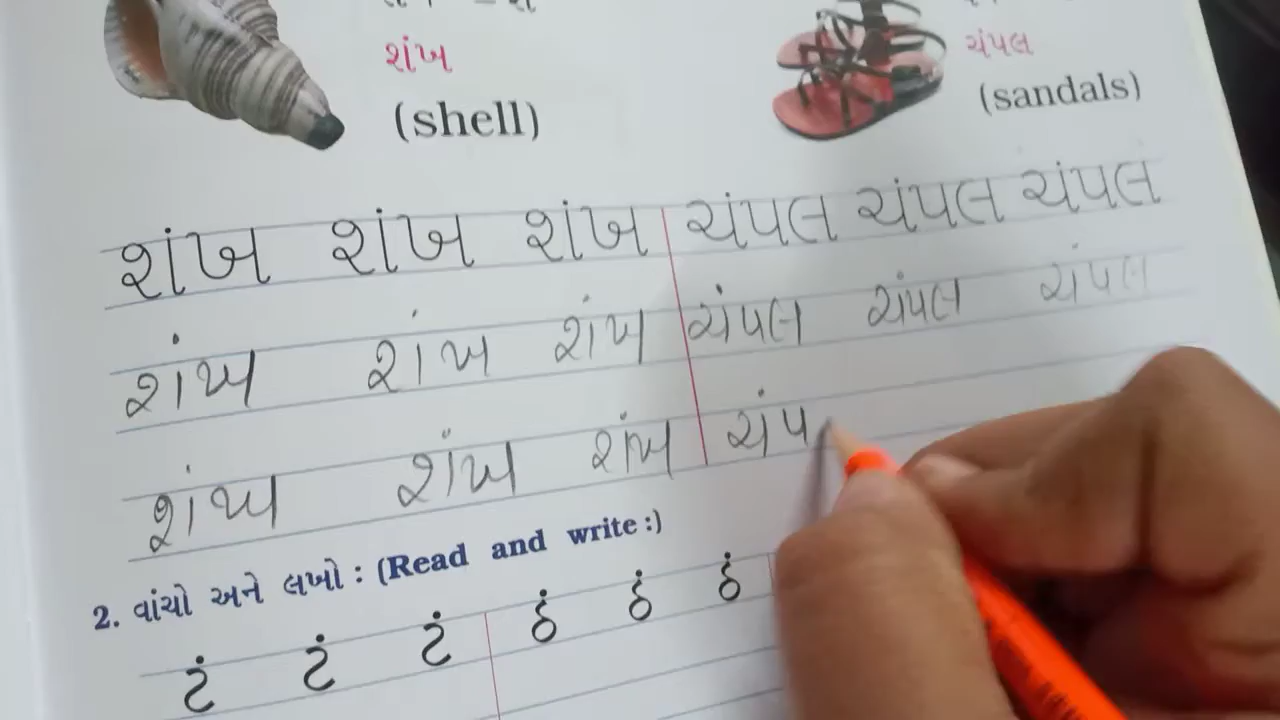 શંખ ચંપલ
(shell) (sandals)
શંખ શંખ શંખ ચંપલ ચંપલ ચંપલ
શંખ શંખ શંખ ચંપલ ચંપલ ચંપલ
શંખ શંખ શંખ ચંપ
2. વાંચો અને લખો : (Read and write :)
ટં ટં ટં ઠં ઠં ઠં